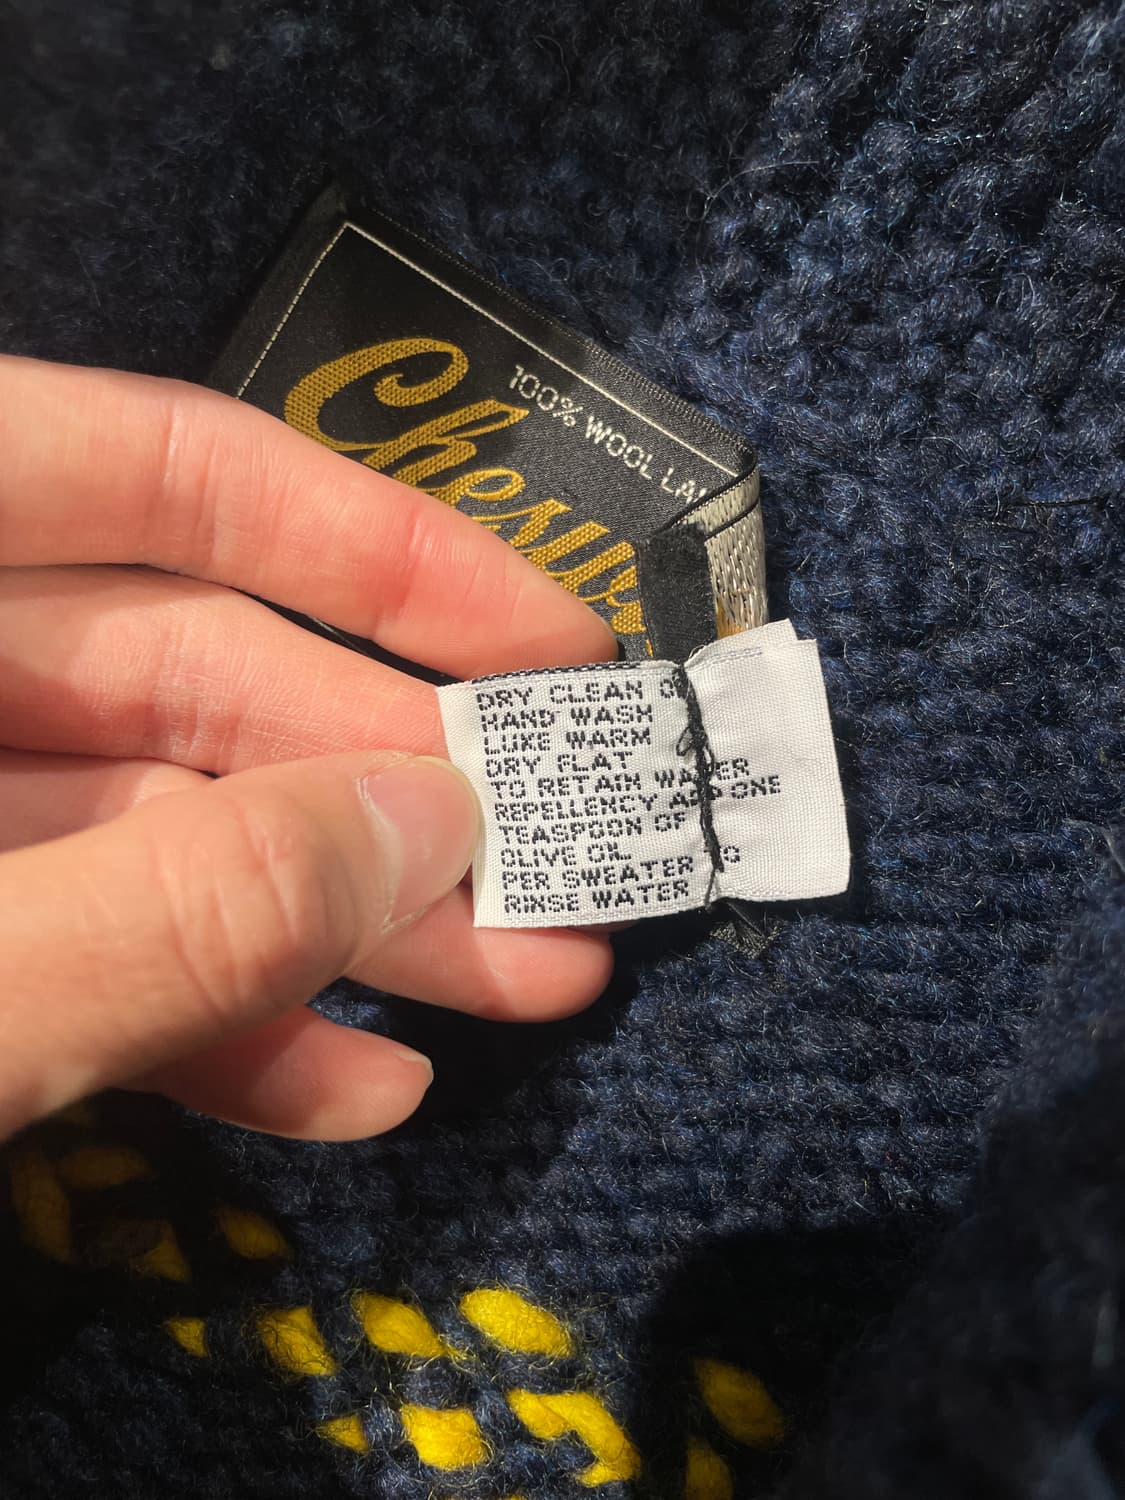 100% WOOL
DRY CLEAN
HAND WASH
LUKE WARM
DRY FLAT
TO RETAIN WATER
REPELLENCY ADD ONE
TEASPOON OF
OLIVE OIL
PER SWEATER
RINSE WATER